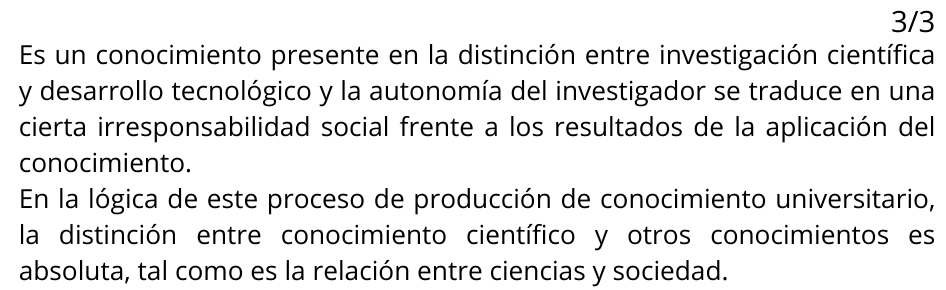 3/3
Es un conocimiento presente en la distinción entre investigación científica
y desarrollo tecnológico y la autonomía del investigador se traduce en una
cierta irresponsabilidad social frente a los resultados de la aplicación del
conocimiento.
En la lógica de este proceso de producción de conocimiento universitario,
la distinción entre conocimiento científico y otros conocimientos es
absoluta, tal como es la relación entre ciencias y sociedad.